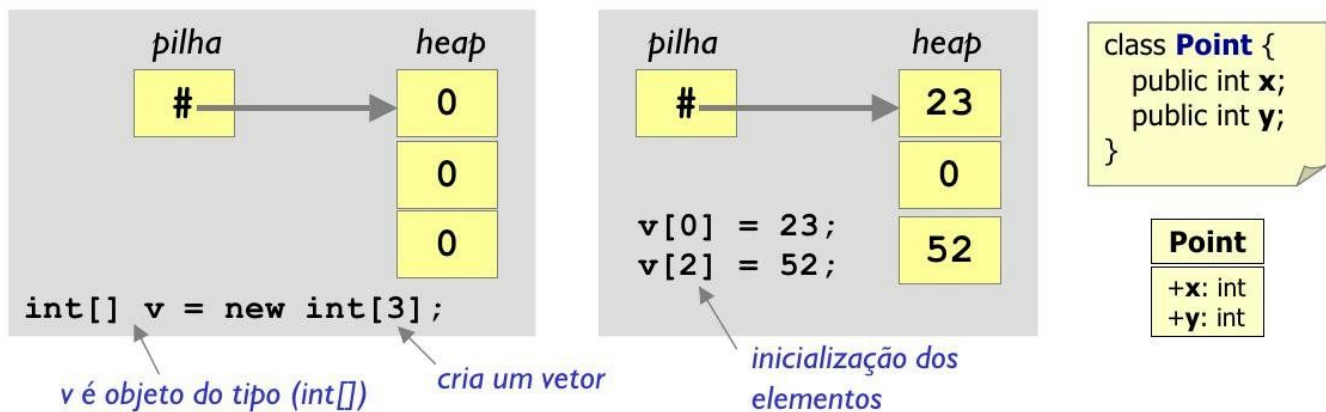 pilha heap
#
0
0
0
int[] v = new int[3];
v é objeto do tipo (int[])
cria um vetor
pilha heap
#
23
0
52
v[0] = 23;
v[2] = 52;
inicialização dos
elementos
class Point {
public int x;
public int y;
}
Point
+x: int
+y: int